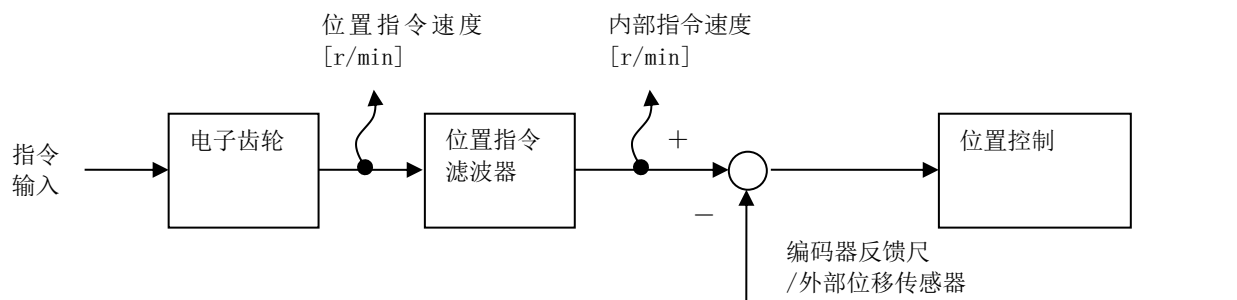 位置指令速度
[r/min]
内部指令速度
[r/min]
指令
输入
电子齿轮
位置指令
滤波器
＋
－
位置控制
编码器反馈尺
/外部位移传感器